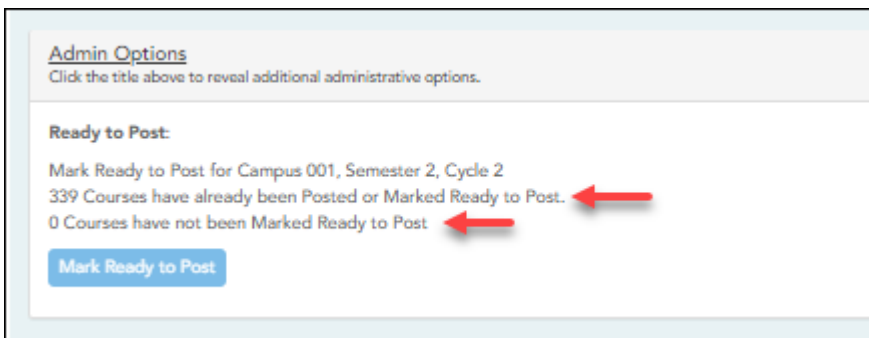 Admin Options
Click the title above to reveal additional administrative options.
Ready to Post:
Mark Ready to Post for Campus 001, Semester 2, Cycle 2
339 Courses have already been Posted or Marked Ready to Post.
0 Courses have not been Marked Ready to Post
Mark Ready to Post